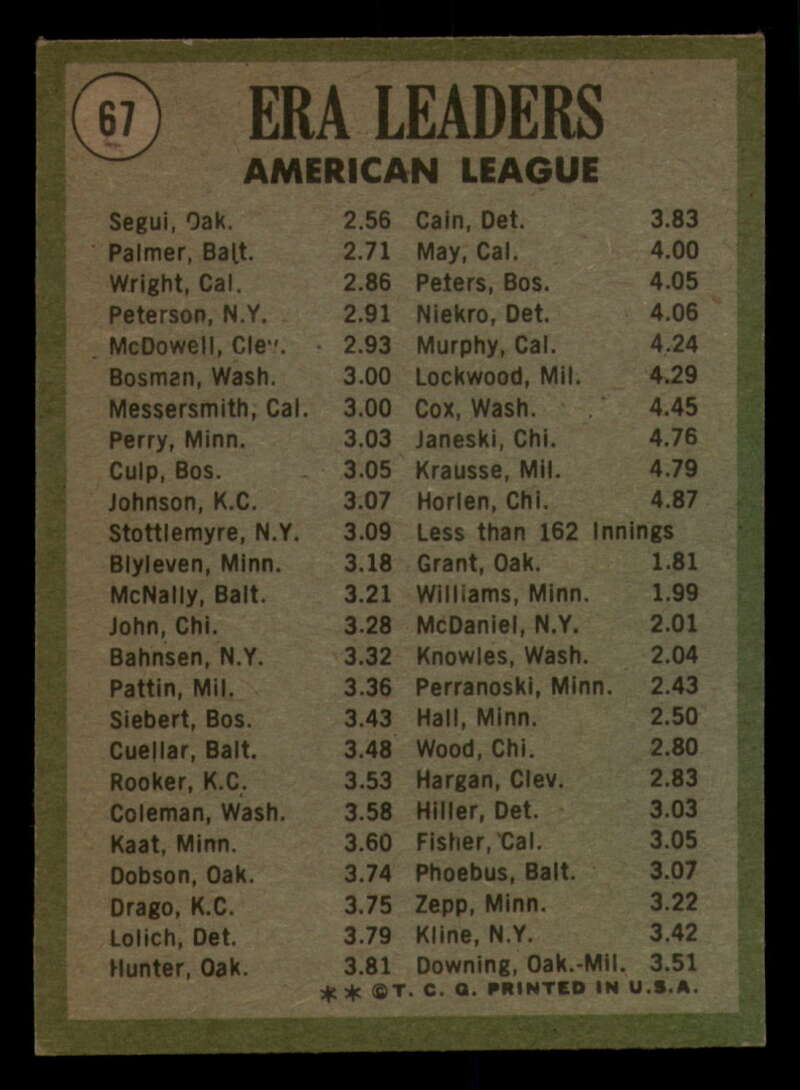 67
ERA LEADERS
AMERICAN LEAGUE
Segui, Oak. 2.56
Palmer, Balt. 2.71
Wright, Cal. 2.86
Peterson, N.Y. 2.91
McDowell, Clev. 2.93
Bosman, Wash. 3.00
Messersmith, Cal. 3.00
Perry, Minn. 3.03
Culp, Bos. 3.05
Johnson, K.C. 3.07
Stottlemyre, N.Y. 3.09
Blyleven, Minn. 3.18
McNally, Balt. 3.21
John, Chi. 3.28
Bahnsen, N.Y. 3.32
Pattin, Mil. 3.36
Siebert, Bos. 3.43
Cuellar, Balt. 3.48
Rooker, K.C. 3.53
Coleman, Wash. 3.58
Kaat, Minn. 3.60
Dobson, Oak. 3.74
Drago, K.C. 3.75
Lolich, Det. 3.79
Hunter, Oak. 3.81
Cain, Det. 3.83
May, Cal. 4.00
Peters, Bos. 4.05
Niekro, Det. 4.06
Murphy, Cal. 4.24
Lockwood, Mil. 4.29
Cox, Wash. 4.45
Janeski, Chi. 4.76
Krausse, Mil. 4.79
Horlen, Chi. 4.87
Less than 162 Innings
Grant, Oak. 1.81
Williams, Minn. 1.99
McDaniel, N.Y. 2.01
Knowles, Wash. 2.04
Perranoski, Minn. 2.43
Hall, Minn. 2.50
Wood, Chi. 2.80
Hargan, Clev. 2.83
Hiller, Det. 3.03
Fisher, Cal. 3.05
Phoebus, Balt. 3.07
Zepp, Minn. 3.22
Kline, N.Y. 3.42
Downing, Oak.-Mil. 3.51
** ©T. C. G. PRINTED IN U.S.A.